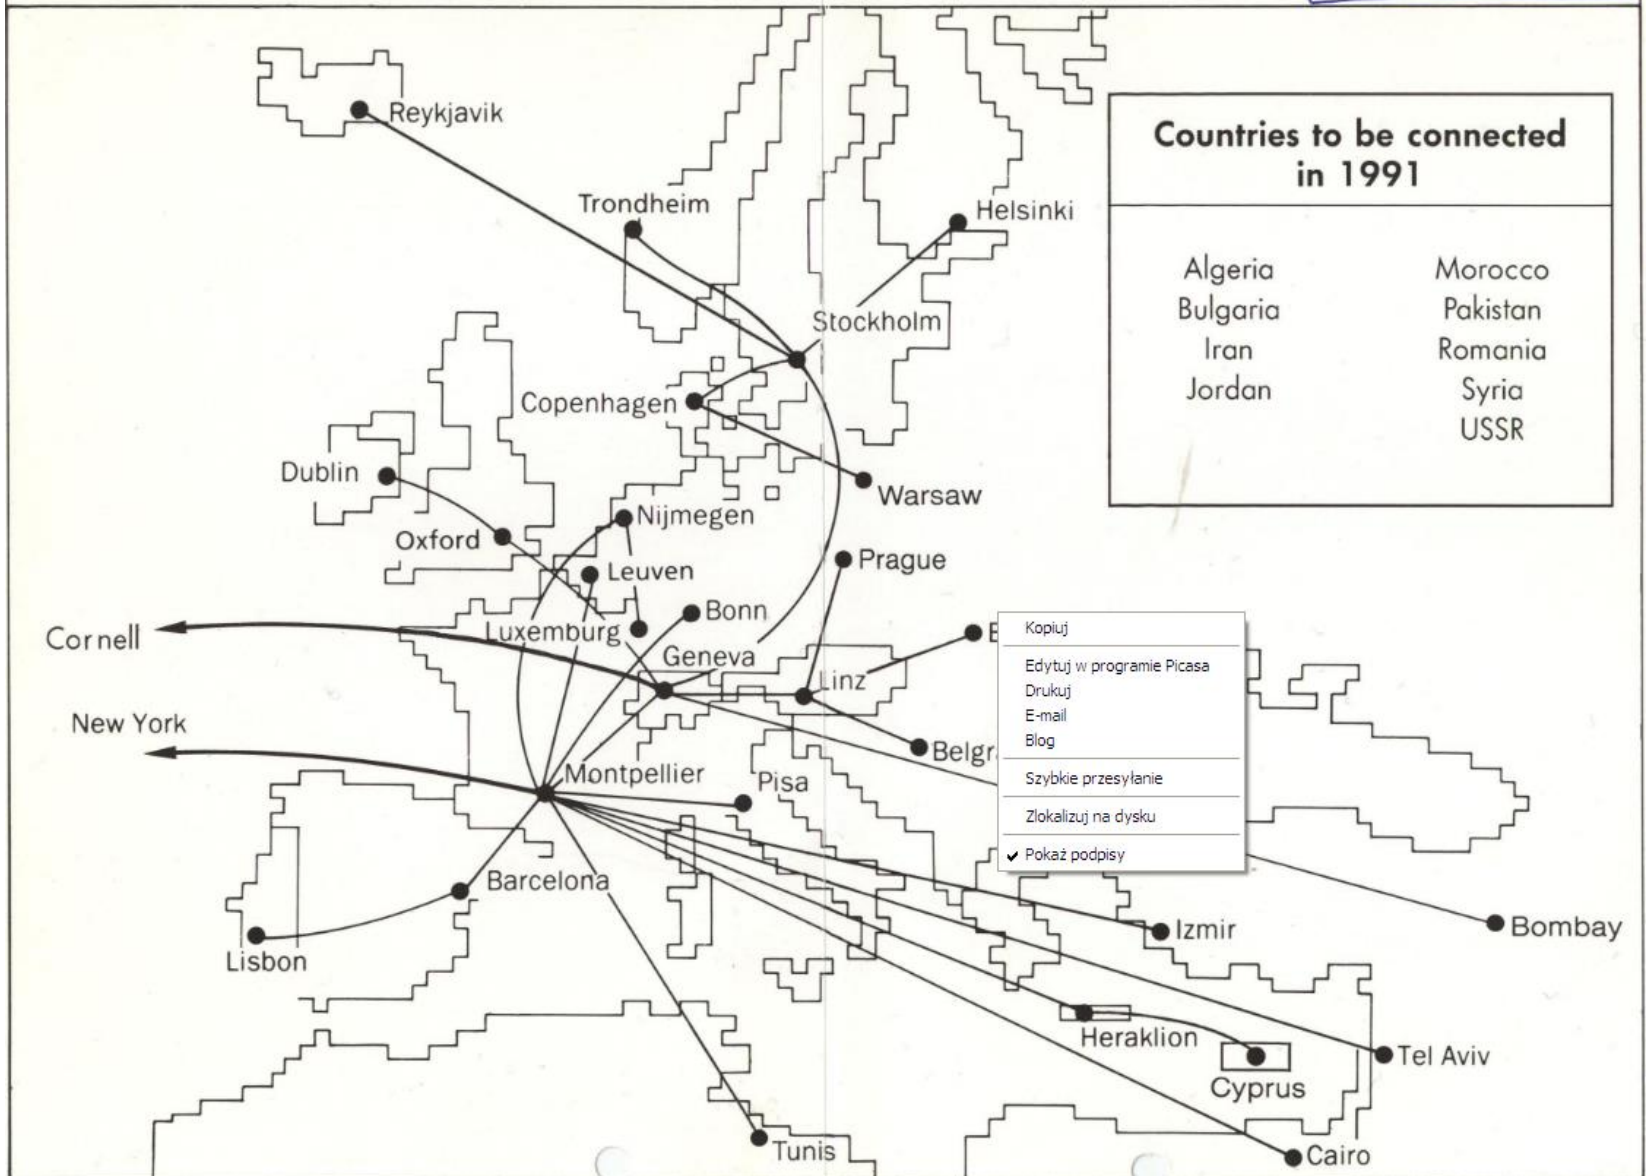 Reykjavik
Trondheim
Helsinki
Stockholm
Copenhagen
Dublin
Warsaw
Nijmegen
Oxford
Prague
Leuven
Bonn
Cornell
Luxemburg
Geneva
Linz
New York
Montpellier
Pisa
Barcelona
Lisbon
Izmir
Bombay
Heraklion
Tel Aviv
Cyprus
Tunis
Cairo
Countries to be connected
in 1991
Algeria
Bulgaria
Iran
Jordan
Morocco
Pakistan
Romania
Syria
USSR
Kopiuj
Edytuj w programie Picasa
Drukuj
E-mail
Blog
Szybkie przesyłanie
Zlokalizuj na dysku
Pokaż podpisy